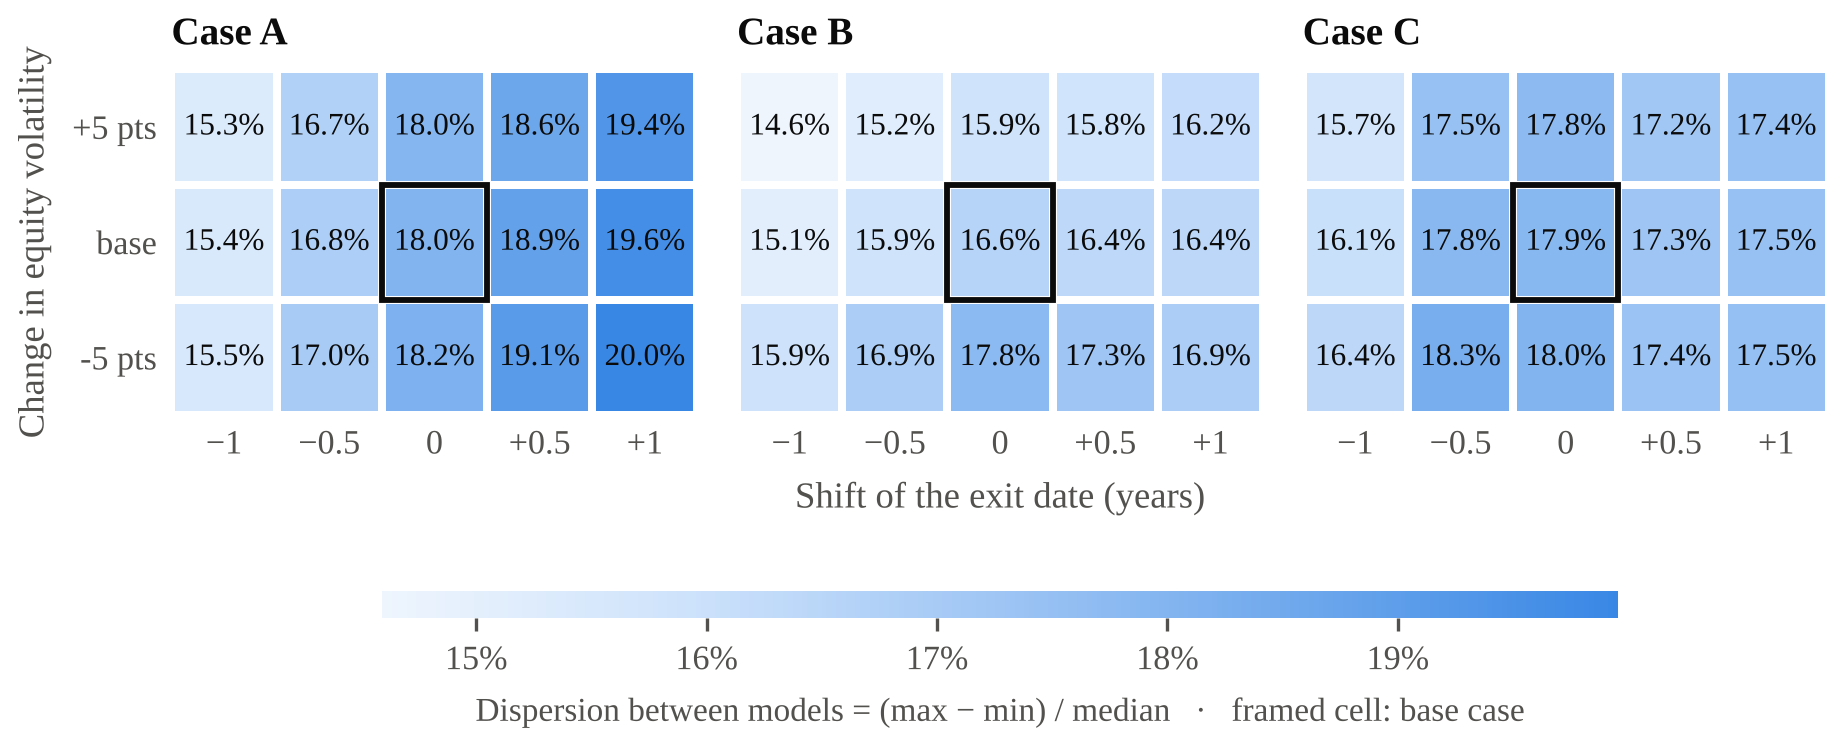 Case A Case B Case C
Change in equity volatility
+5 pts 15.3% 16.7% 18.0% 18.6% 19.4% 14.6% 15.2% 15.9% 15.8% 16.2% 15.7% 17.5% 17.8% 17.2% 17.4%
base 15.4% 16.8% 18.0% 18.9% 19.6% 15.1% 15.9% 16.6% 16.4% 16.4% 16.1% 17.8% 17.9% 17.3% 17.5%
-5 pts 15.5% 17.0% 18.2% 19.1% 20.0% 15.9% 16.9% 17.8% 17.3% 16.9% 16.4% 18.3% 18.0% 17.4% 17.5%
−1 −0.5 0 +0.5 +1 −1 −0.5 0 +0.5 +1 −1 −0.5 0 +0.5 +1
Shift of the exit date (years)
15% 16% 17% 18% 19%
Dispersion between models = (max − min) / median · framed cell: base case